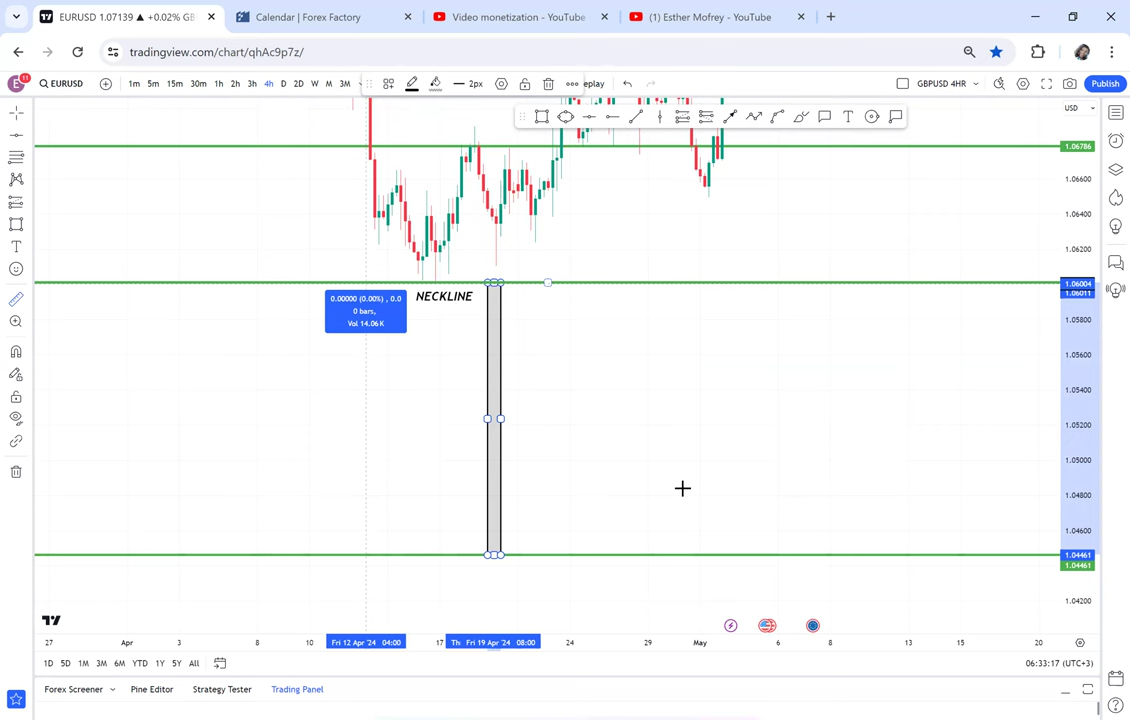 EURUSD 1.07139 ▲ +0.02% GB
Calendar | Forex Factory
Video monetization - YouTube
(1) Esther Mofrey - YouTube
tradingview.com/chart/qhAc9p7z/
E 11 EURUSD 1m 5m 15m 30m 1h 2h 3h 4h D 2D W M 3M 2px eplay GBPUSD 4HR Publish
USD
1.06786
1.06600
1.06400
1.06200
1.06004
1.06011
NECKLINE
0.00000 (0.00%) , 0.0
0 bars,
Vol 14.06 K
1.05800
1.05600
1.05400
1.05200
1.05000
1.04800
1.04600
1.04461
1.04461
1.04200
27 Apr 3 8 10 Fri 12 Apr '24 04:00 17 Th Fri 19 Apr '24 08:00 24 29 May 6 8 13 15 20
1D 5D 1M 3M 6M YTD 1Y 5Y All 06:33:17 (UTC+3)
Forex Screener Pine Editor Strategy Tester Trading Panel